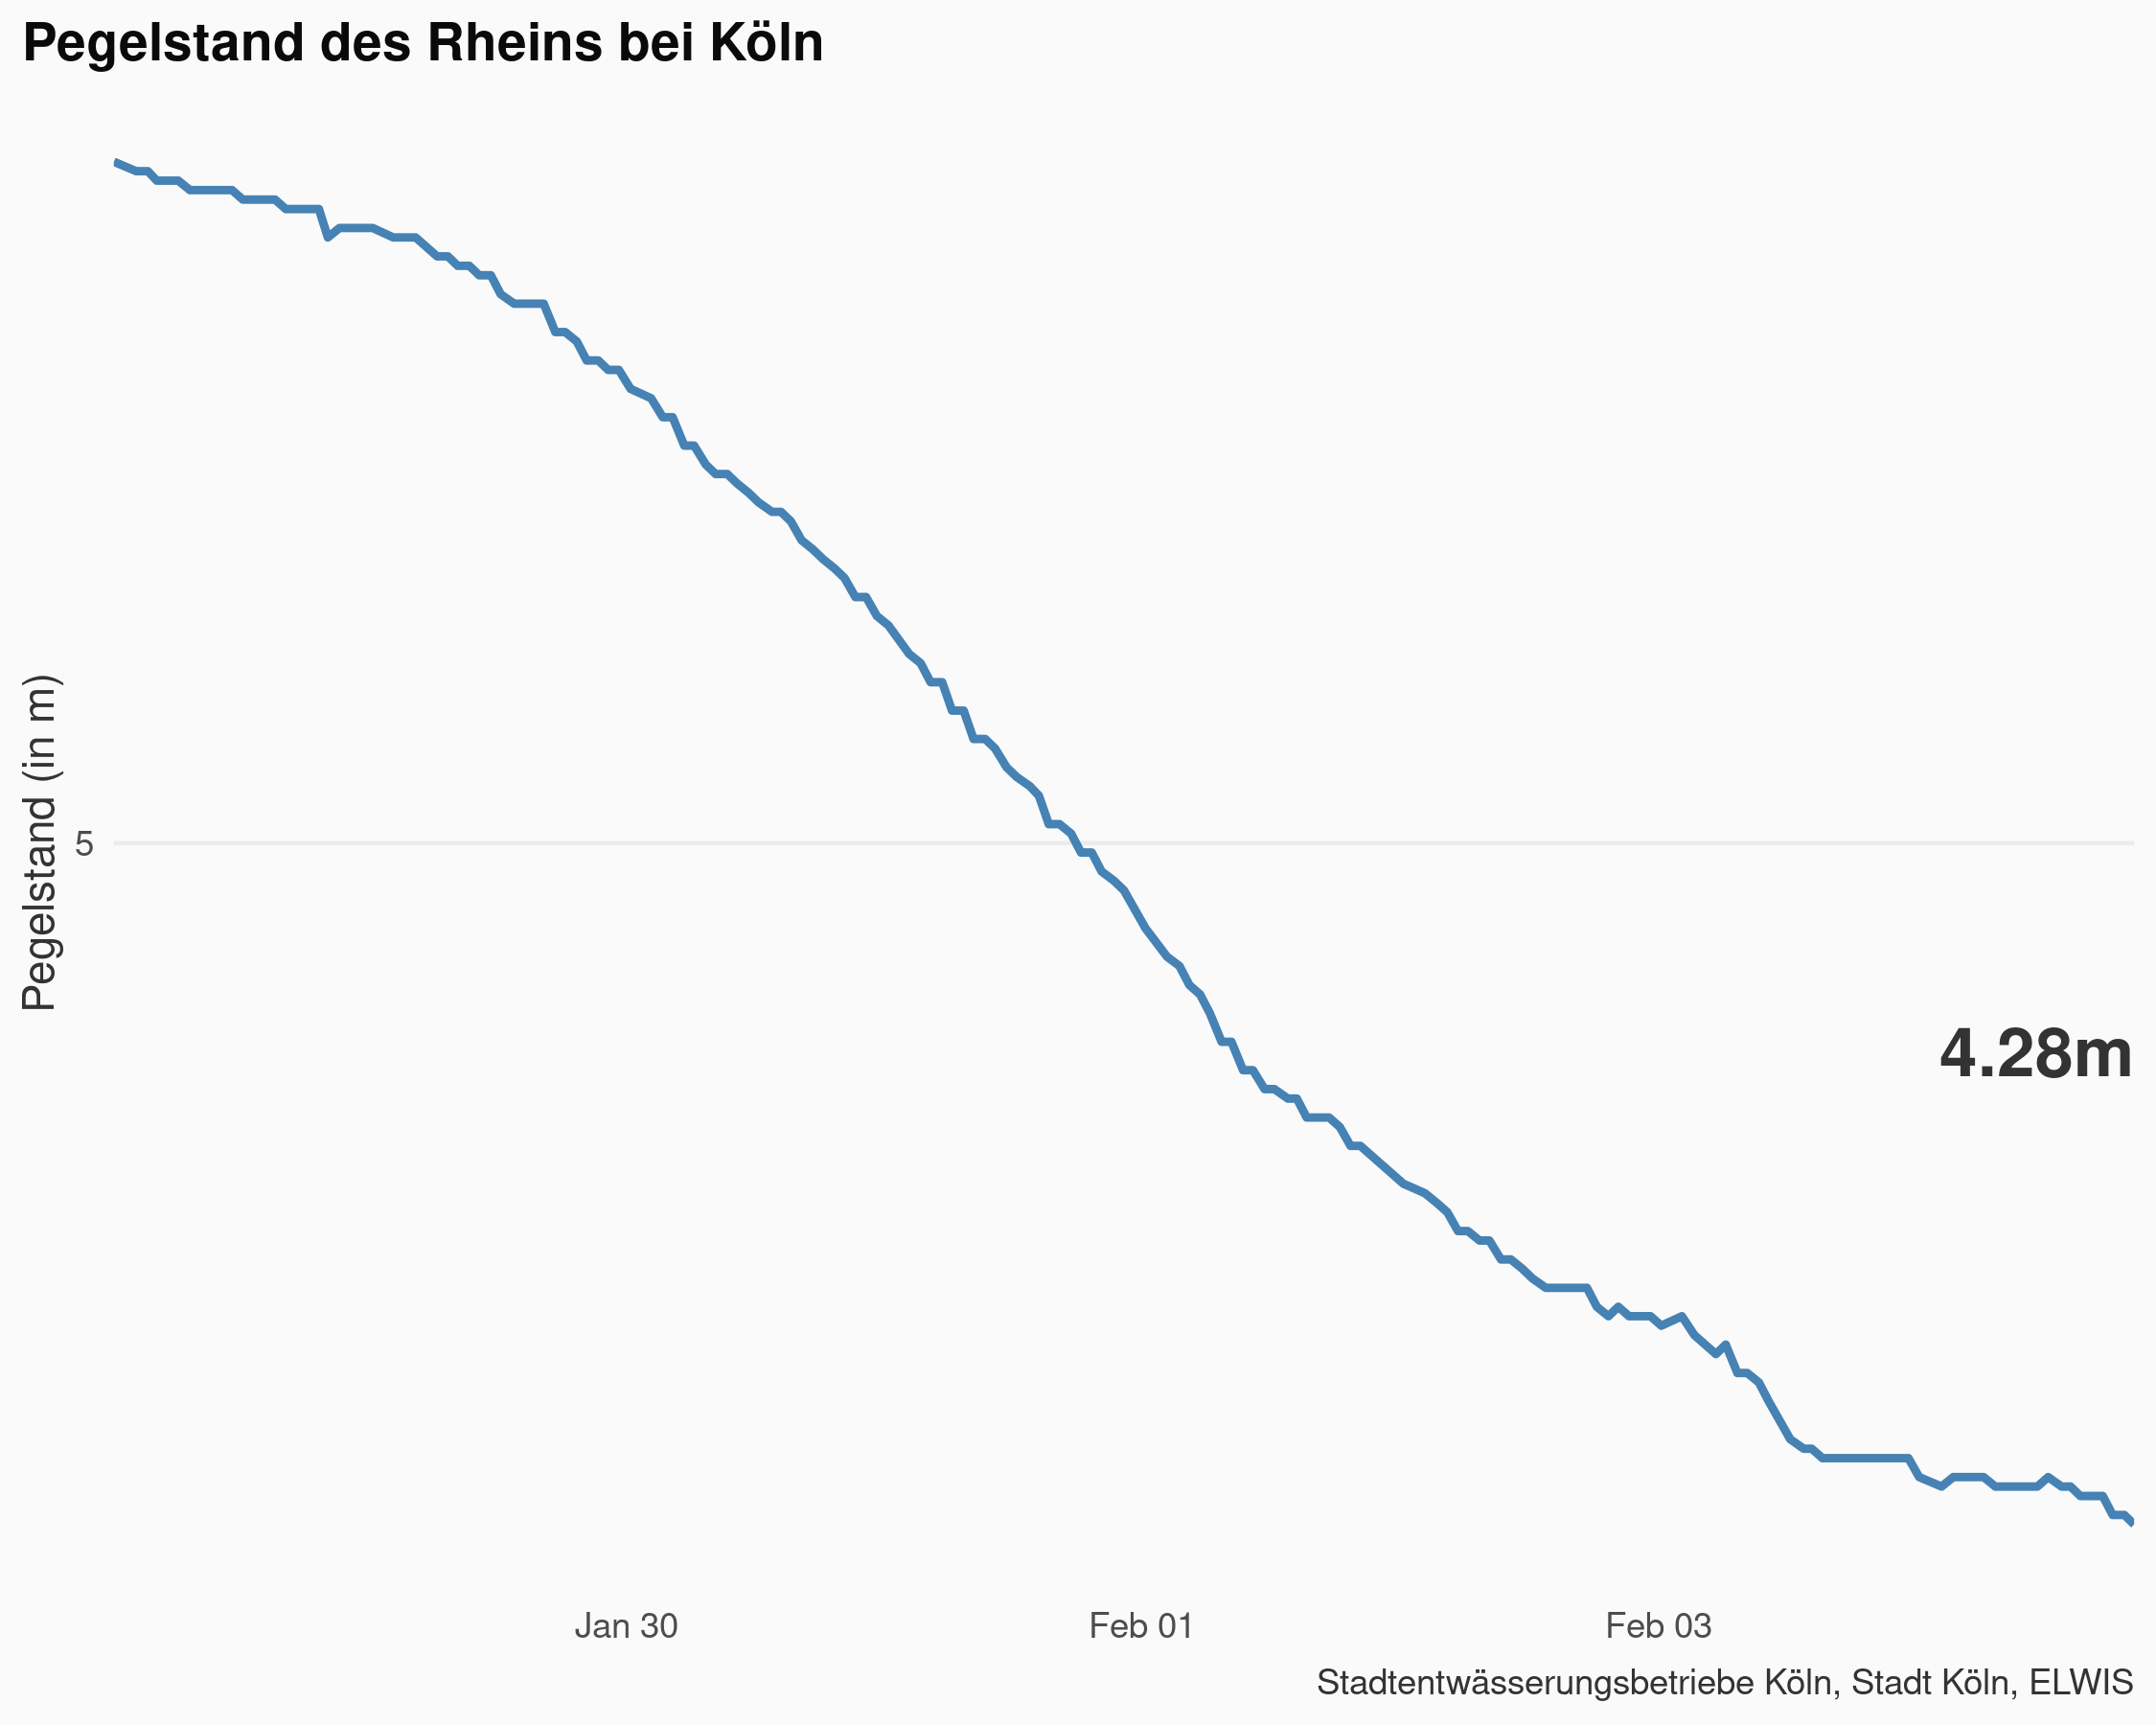 Pegelstand des Rheins bei Köln
Pegelstand (in m)
5
4.28m
Jan 30
Feb 01
Feb 03
Stadtentwässerungsbetriebe Köln, Stadt Köln, ELWIS